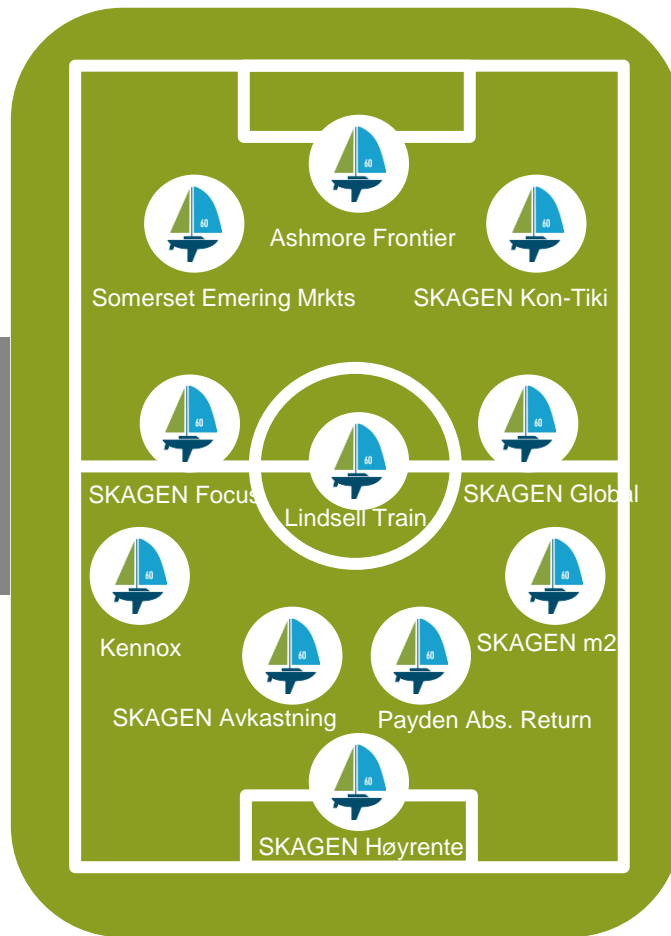 60
Ashmore Frontier
60
60
Somerset Emering Mrkts
SKAGEN Kon-Tiki
60
60
60
SKAGEN Focus
Lindsell Train
SKAGEN Global
60
60
Kennox
SKAGEN m2
60
60
SKAGEN Avkastning
Payden Abs. Return
60
SKAGEN Høyrente